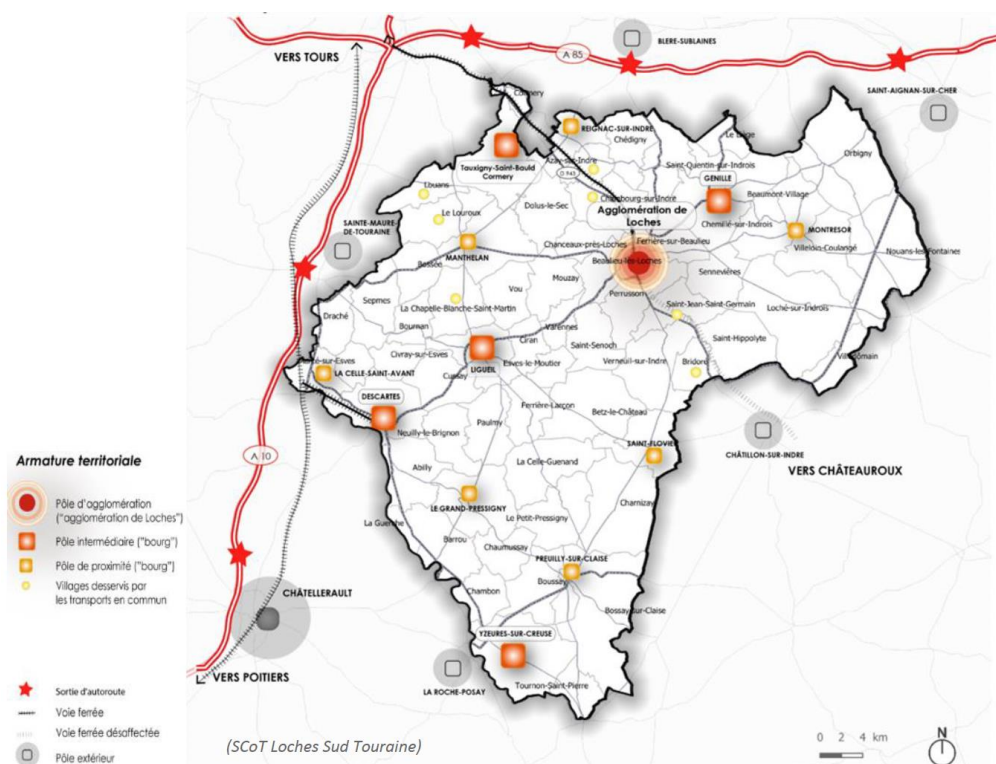 BLERE-SUBLAINES
VERS TOURS
A 85
SAINT-AIGNAN-SUR-CHER
Cormery
REIGNAC-SUR-INDRE
Chédigny
Le Liège
Tauxigny-Saint-Bauld
Cormery
Azay-sur-Indre
D 943
Saint-Quentin-sur-Indrois
Orbigny
GENILLE
Louans
Chambourg-sur-Indre
Beaumont-Village
Dolus-le-Sec
Agglomération de
Loches
Le Louroux
Chemillé-sur-Indrois
MONTRESOR
SAINTE-MAURE-
DE-TOURAINE
Chanceaux-près-Loches
Ferrière-sur-Beaulieu
Villeloin-Coulangé
Nouans-les-Fontaines
MANTHELAN
Beaulieu-lès-Loches
Bossée
Mouzay
Sennevières
Vou
Perrusson
Sepmes
La Chapelle-Blanche-Saint-Martin
Saint-Jean-Saint-Germain
Loché-sur-Indrois
Draché
Bournan
Varennes
Saint-Hippolyte
Ciran
Saint-Senoch
Civray-sur-Esves
Verneuil-sur-Indre
Villedômain
LIGUEIL
Esves-le-Moutier
Bridoré
LA CELLE-SAINT-AVANT
Cussay
DESCARTES
Ferrière-Larçon
Betz-le-Château
Paulmy
Neuilly-le-Brignon
SAINT-FLOVIER
CHÂTILLON-SUR-INDRE
Armature territoriale
A 10
Abilly
La Celle-Guenand
VERS CHÂTEAUROUX
Pôle d'agglomération
("agglomération de Loches")
Charnizay
LE GRAND-PRESSIGNY
La Guerche
Le Petit-Pressigny
Pôle intermédiaire ("bourg")
Barrou
Chaumussay
PREUILLY-SUR-CLAISE
Pôle de proximité ("bourg")
Boussay
Villages desservis par
les transports en commun
CHÂTELLERAULT
Chambon
Bossay-sur-Claise
YZEURES-SUR-CREUSE
VERS POITIERS
LA ROCHE-POSAY
Tournon-Saint-Pierre
Sortie d'autoroute
Voie ferrée
Voie ferrée désaffectée
Pôle extérieur
(SCoT Loches Sud Touraine)
0 2 4 km
N